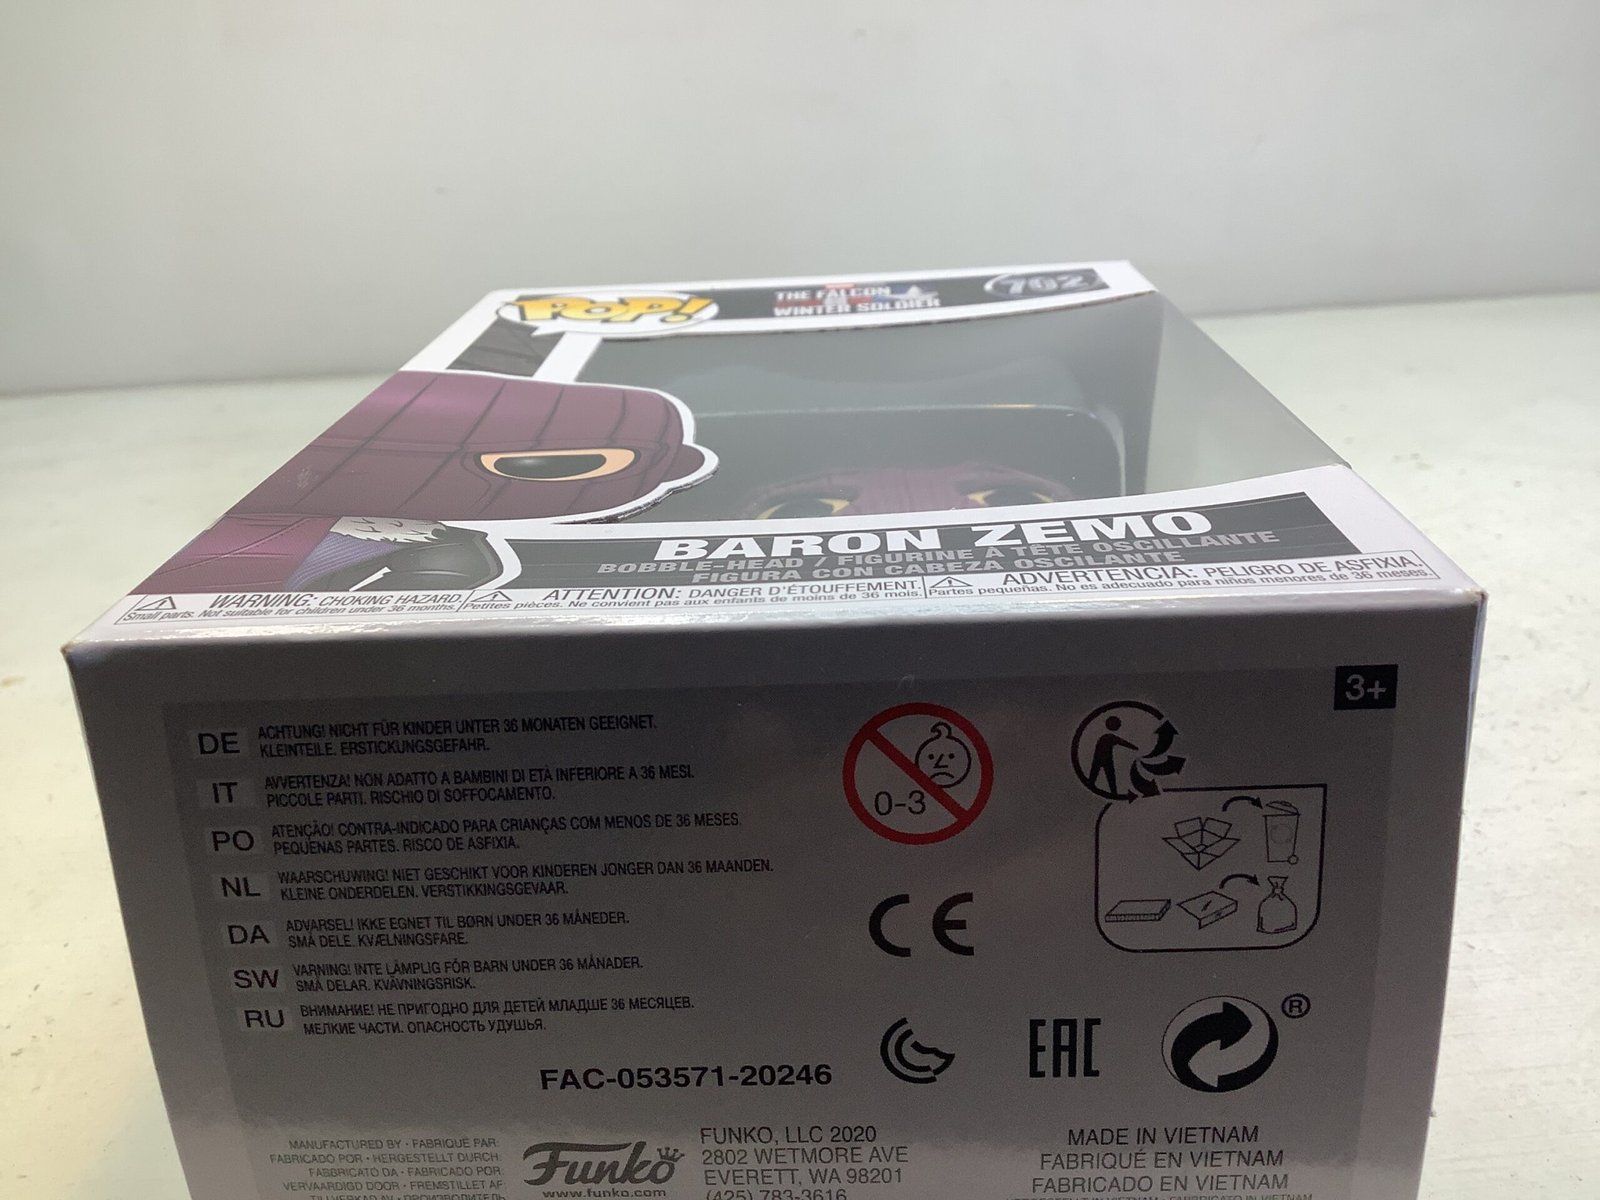 POP!
THE FALCON
WINTER SOLDIER
702
BARON ZEMO
BOBBLE-HEAD / FIGURINE À TÊTE OSCILLANTE
FIGURA CON CABEZA OSCILANTE
WARNING: CHOKING HAZARD.
Small parts. Not suitable for children under 36 months.
ATTENTION: DANGER D'ÉTOUFFEMENT.
Petites pièces. Ne convient pas aux enfants de moins de 36 mois.
ADVERTENCIA: PELIGRO DE ASFIXIA.
Partes pequeñas. No es adecuado para niños menores de 36 meses.
3+
DE ACHTUNG! NICHT FÜR KINDER UNTER 36 MONATEN GEEIGNET.
KLEINTEILE. ERSTICKUNGSGEFAHR.
IT AVVERTENZA! NON ADATTO A BAMBINI DI ETÀ INFERIORE A 36 MESI.
PICCOLE PARTI. RISCHIO DI SOFFOCAMENTO.
PO ATENÇÃO! CONTRA-INDICADO PARA CRIANÇAS COM MENOS DE 36 MESES.
PEQUENAS PARTES. RISCO DE ASFIXIA.
NL WAARSCHUWING! NIET GESCHIKT VOOR KINDEREN JONGER DAN 36 MAANDEN.
KLEINE ONDERDELEN. VERSTIKKINGSGEVAAR.
DA ADVARSEL! IKKE EGNET TIL BØRN UNDER 36 MÅNEDER.
SMÅ DELE. KVÆLNINGSFARE.
SW VARNING! INTE LÄMPLIG FÖR BARN UNDER 36 MÅNADER.
SMÅ DELAR. KVÄVNINGSRISK.
RU ВНИМАНИЕ! НЕ ПРИГОДНО ДЛЯ ДЕТЕЙ МЛАДШЕ 36 МЕСЯЦЕВ.
МЕЛКИЕ ЧАСТИ. ОПАСНОСТЬ УДУШЬЯ.
0-3
CE
EAC
®
FAC-053571-20246
MANUFACTURED BY · FABRIQUÉ PAR:
FABRICADO POR · HERGESTELLT DURCH:
FABBRICATO DA · FABRICADO POR:
VERVAARDIGD DOOR · FREMSTILLET AF:
TILLVERKAD AV · ПРОИЗВОДИТЕЛЬ
Funko
www.funko.com
FUNKO, LLC 2020
2802 WETMORE AVE
EVERETT, WA 98201
(425) 783-3616
MADE IN VIETNAM
FABRIQUÉ EN VIETNAM
FABRICADO EN VIETNAM